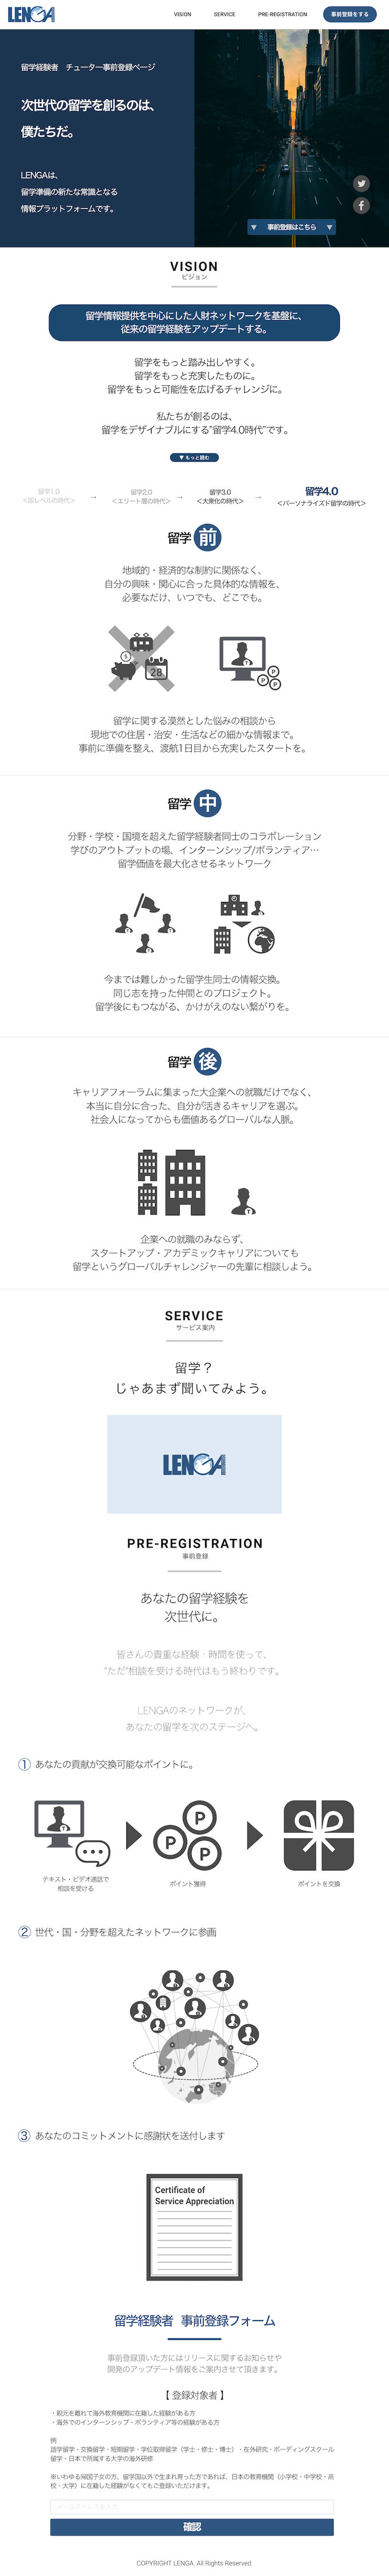 LENGA
VISION
SERVICE
PRE-REGISTRATION
事前登録をする
留学経験者 チューター事前登録ページ
次世代の留学を創るのは、
僕たちだ。
LENGAは、
留学準備の新たな常識となる
情報プラットフォームです。
▼ 事前登録はこちら ▼
VISION
ビジョン
留学情報提供を中心にした人財ネットワークを基盤に、
従来の留学経験をアップデートする。
留学をもっと踏み出しやすく。
留学をもっと充実したものに。
留学をもっと可能性を広げるチャレンジに。
私たちが創るのは、
留学をデザイナブルにする"留学4.0時代"です。
▼ もっと読む
留学1.0
<国レベルの時代>
→
留学2.0
<エリート層の時代>
→
留学3.0
<大衆化の時代>
→
留学4.0
<パーソナライズド留学の時代>
留学 前
地域的・経済的な制約に関係なく、
自分の興味・関心に合った具体的な情報を、
必要なだけ、いつでも、どこでも。
$
28
T
P
P
P
留学に関する漠然とした悩みの相談から
現地での住居・治安・生活などの細かな情報まで。
事前に準備を整え、渡航1日目から充実したスタートを。
留学 中
分野・学校・国境を超えた留学経験者同士のコラボレーション
学びのアウトプットの場、インターンシップ/ボランティア…
留学価値を最大化させるネットワーク
今までは難しかった留学生同士の情報交換。
同じ志を持った仲間とのプロジェクト。
留学後にもつながる、かけがえのない繋がりを。
留学 後
キャリアフォーラムに集まった大企業への就職だけでなく、
本当に自分に合った、自分が活きるキャリアを選ぶ。
社会人になってからも価値あるグローバルな人脈。
企業への就職のみならず、
スタートアップ・アカデミックキャリアについても
留学というグローバルチャレンジャーの先輩に相談しよう。
SERVICE
サービス案内
留学？
じゃあまず聞いてみよう。
LENGA
PRE-REGISTRATION
事前登録
あなたの留学経験を
次世代に。
皆さんの貴重な経験・時間を使って、
"ただ"相談を受ける時代はもう終わりです。
LENGAのネットワークが、
あなたの留学を次のステージへ。
① あなたの貢献が交換可能なポイントに。
T
P
P
P
テキスト・ビデオ通話で
相談を受ける
ポイント獲得
ポイントを交換
② 世代・国・分野を超えたネットワークに参画
③ あなたのコミットメントに感謝状を送付します
Certificate of
Service Appreciation
留学経験者 事前登録フォーム
事前登録頂いた方にはリリースに関するお知らせや
開発のアップデート情報をご案内させて頂きます。
【 登録対象者 】
・親元を離れて海外教育機関に在籍した経験がある方
・海外でのインターンシップ・ボランティア等の経験がある方
例
語学留学・交換留学・短期留学・学位取得留学（学士・修士・博士）・在外研究・ボーディングスクール
留学・日本で所属する大学の海外研修
※いわゆる帰国子女の方、留学国以外で生まれ育った方であれば、日本の教育機関（小学校・中学校・高
校・大学）に在籍した経験がなくてもご登録いただけます。
メールアドレスを入力
確認
COPYRIGHT LENGA. All Rights Reserved.